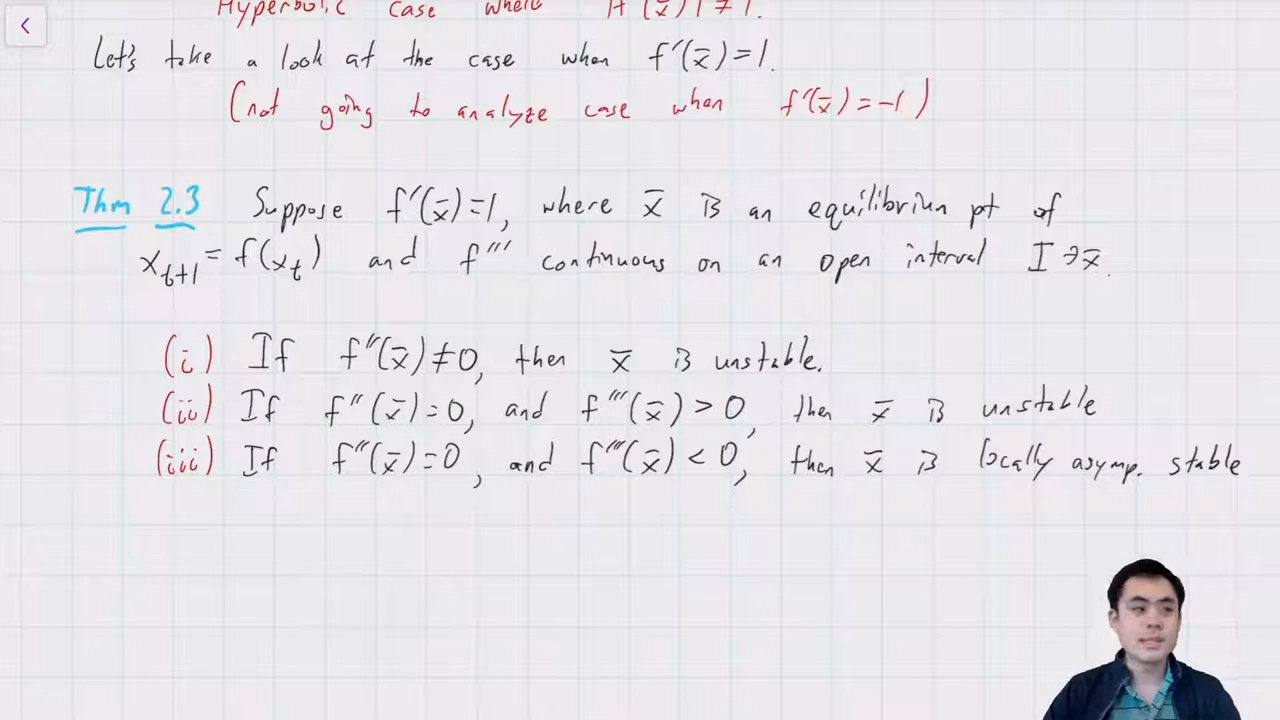 Hyperbolic case where |f'(x̄)| ≠ 1.
Let's take a look at the case when f'(x̄)=1.
(not going to analyze case when f'(x̄)=-1)
Thm 2.3 Suppose f'(x̄)=1, where x̄ is an equilibrium pt of
x_{t+1} = f(x_t) and f''' continuous on an open interval I ∋ x̄.
(i) If f''(x̄)≠0, then x̄ is unstable.
(ii) If f''(x̄)=0, and f'''(x̄) > 0, then x̄ is unstable
(iii) If f''(x̄)=0, and f'''(x̄) < 0, then x̄ is locally asymp. stable